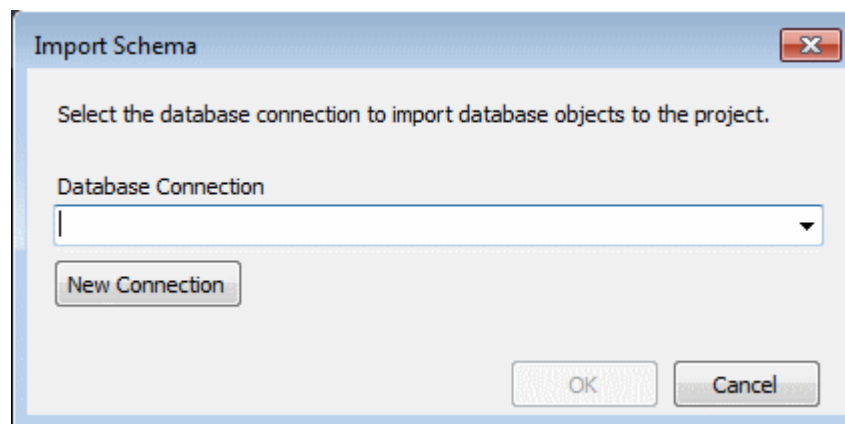 Import Schema
Select the database connection to import database objects to the project.
Database Connection
New Connection
OK
Cancel